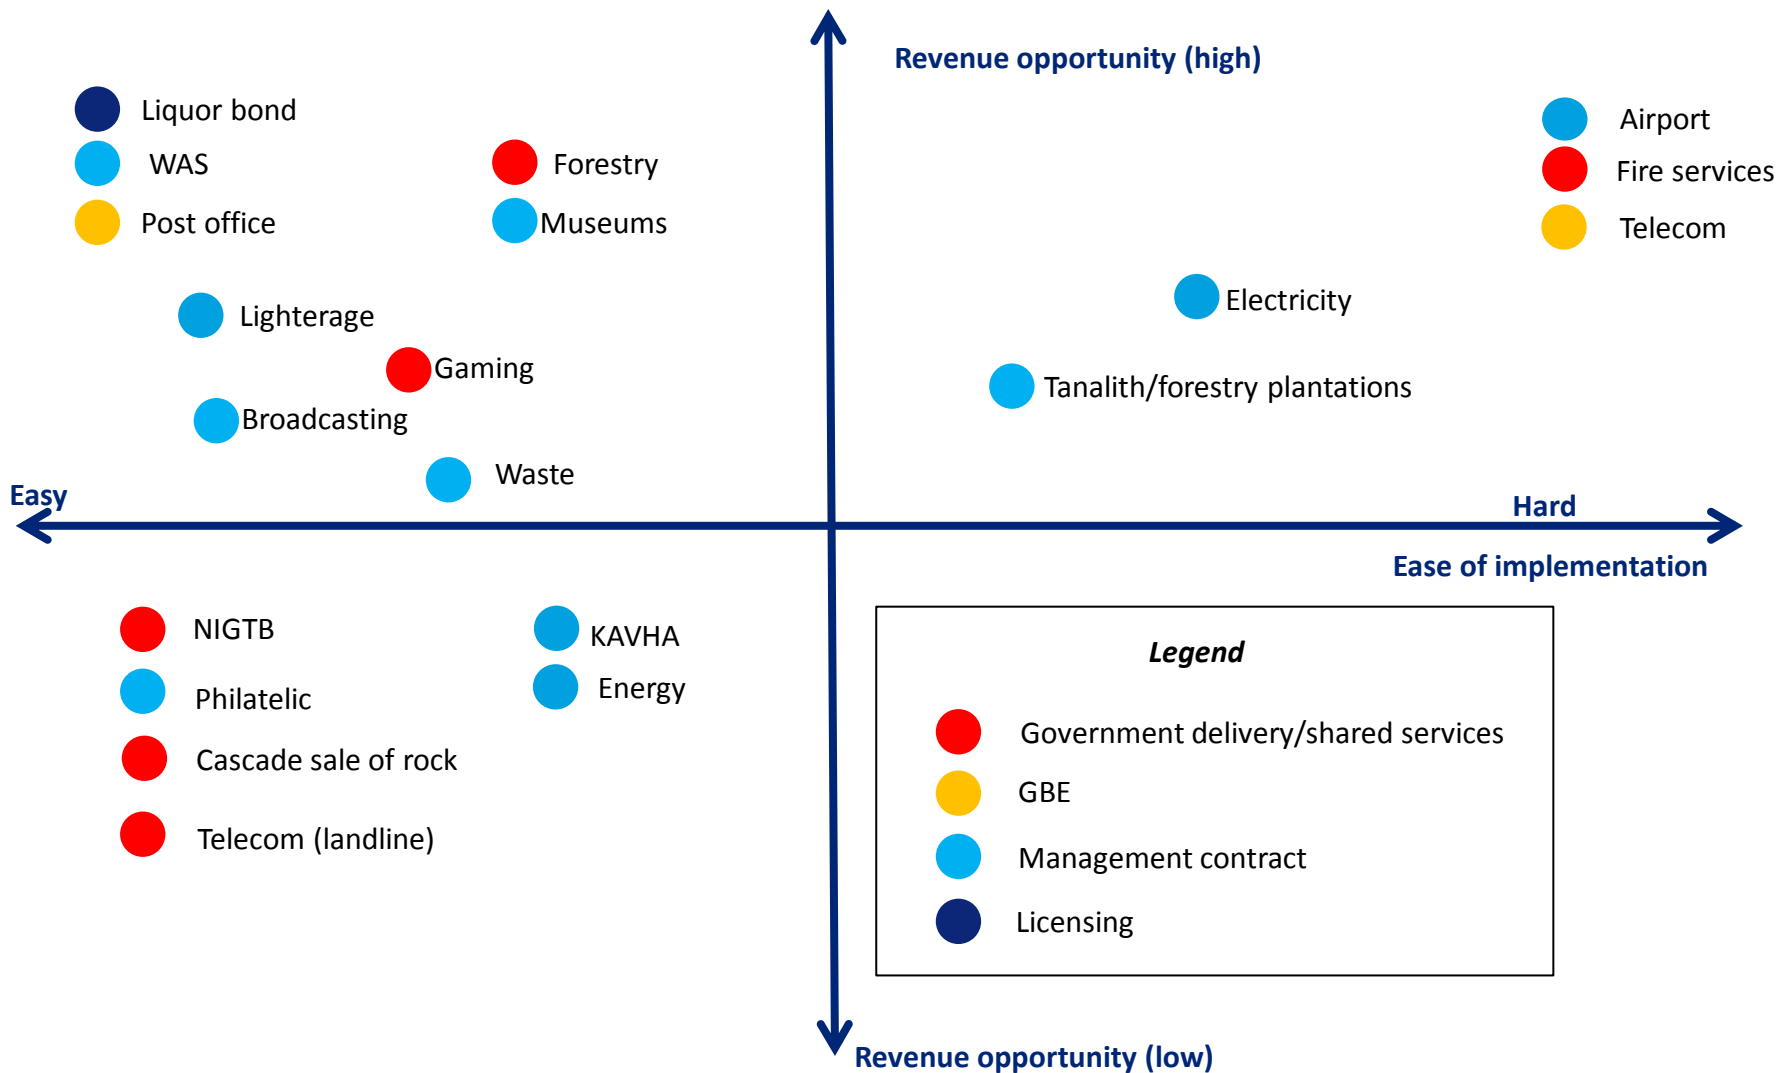 Revenue opportunity (high)
Liquor bond
WAS
Post office
Forestry
Museums
Airport
Fire services
Telecom
Lighterage
Gaming
Broadcasting
Waste
Electricity
Tanalith/forestry plantations
Easy
Hard
Ease of implementation
NIGTB
Philatelic
Cascade sale of rock
Telecom (landline)
KAVHA
Energy
Legend
Government delivery/shared services
GBE
Management contract
Licensing
Revenue opportunity (low)